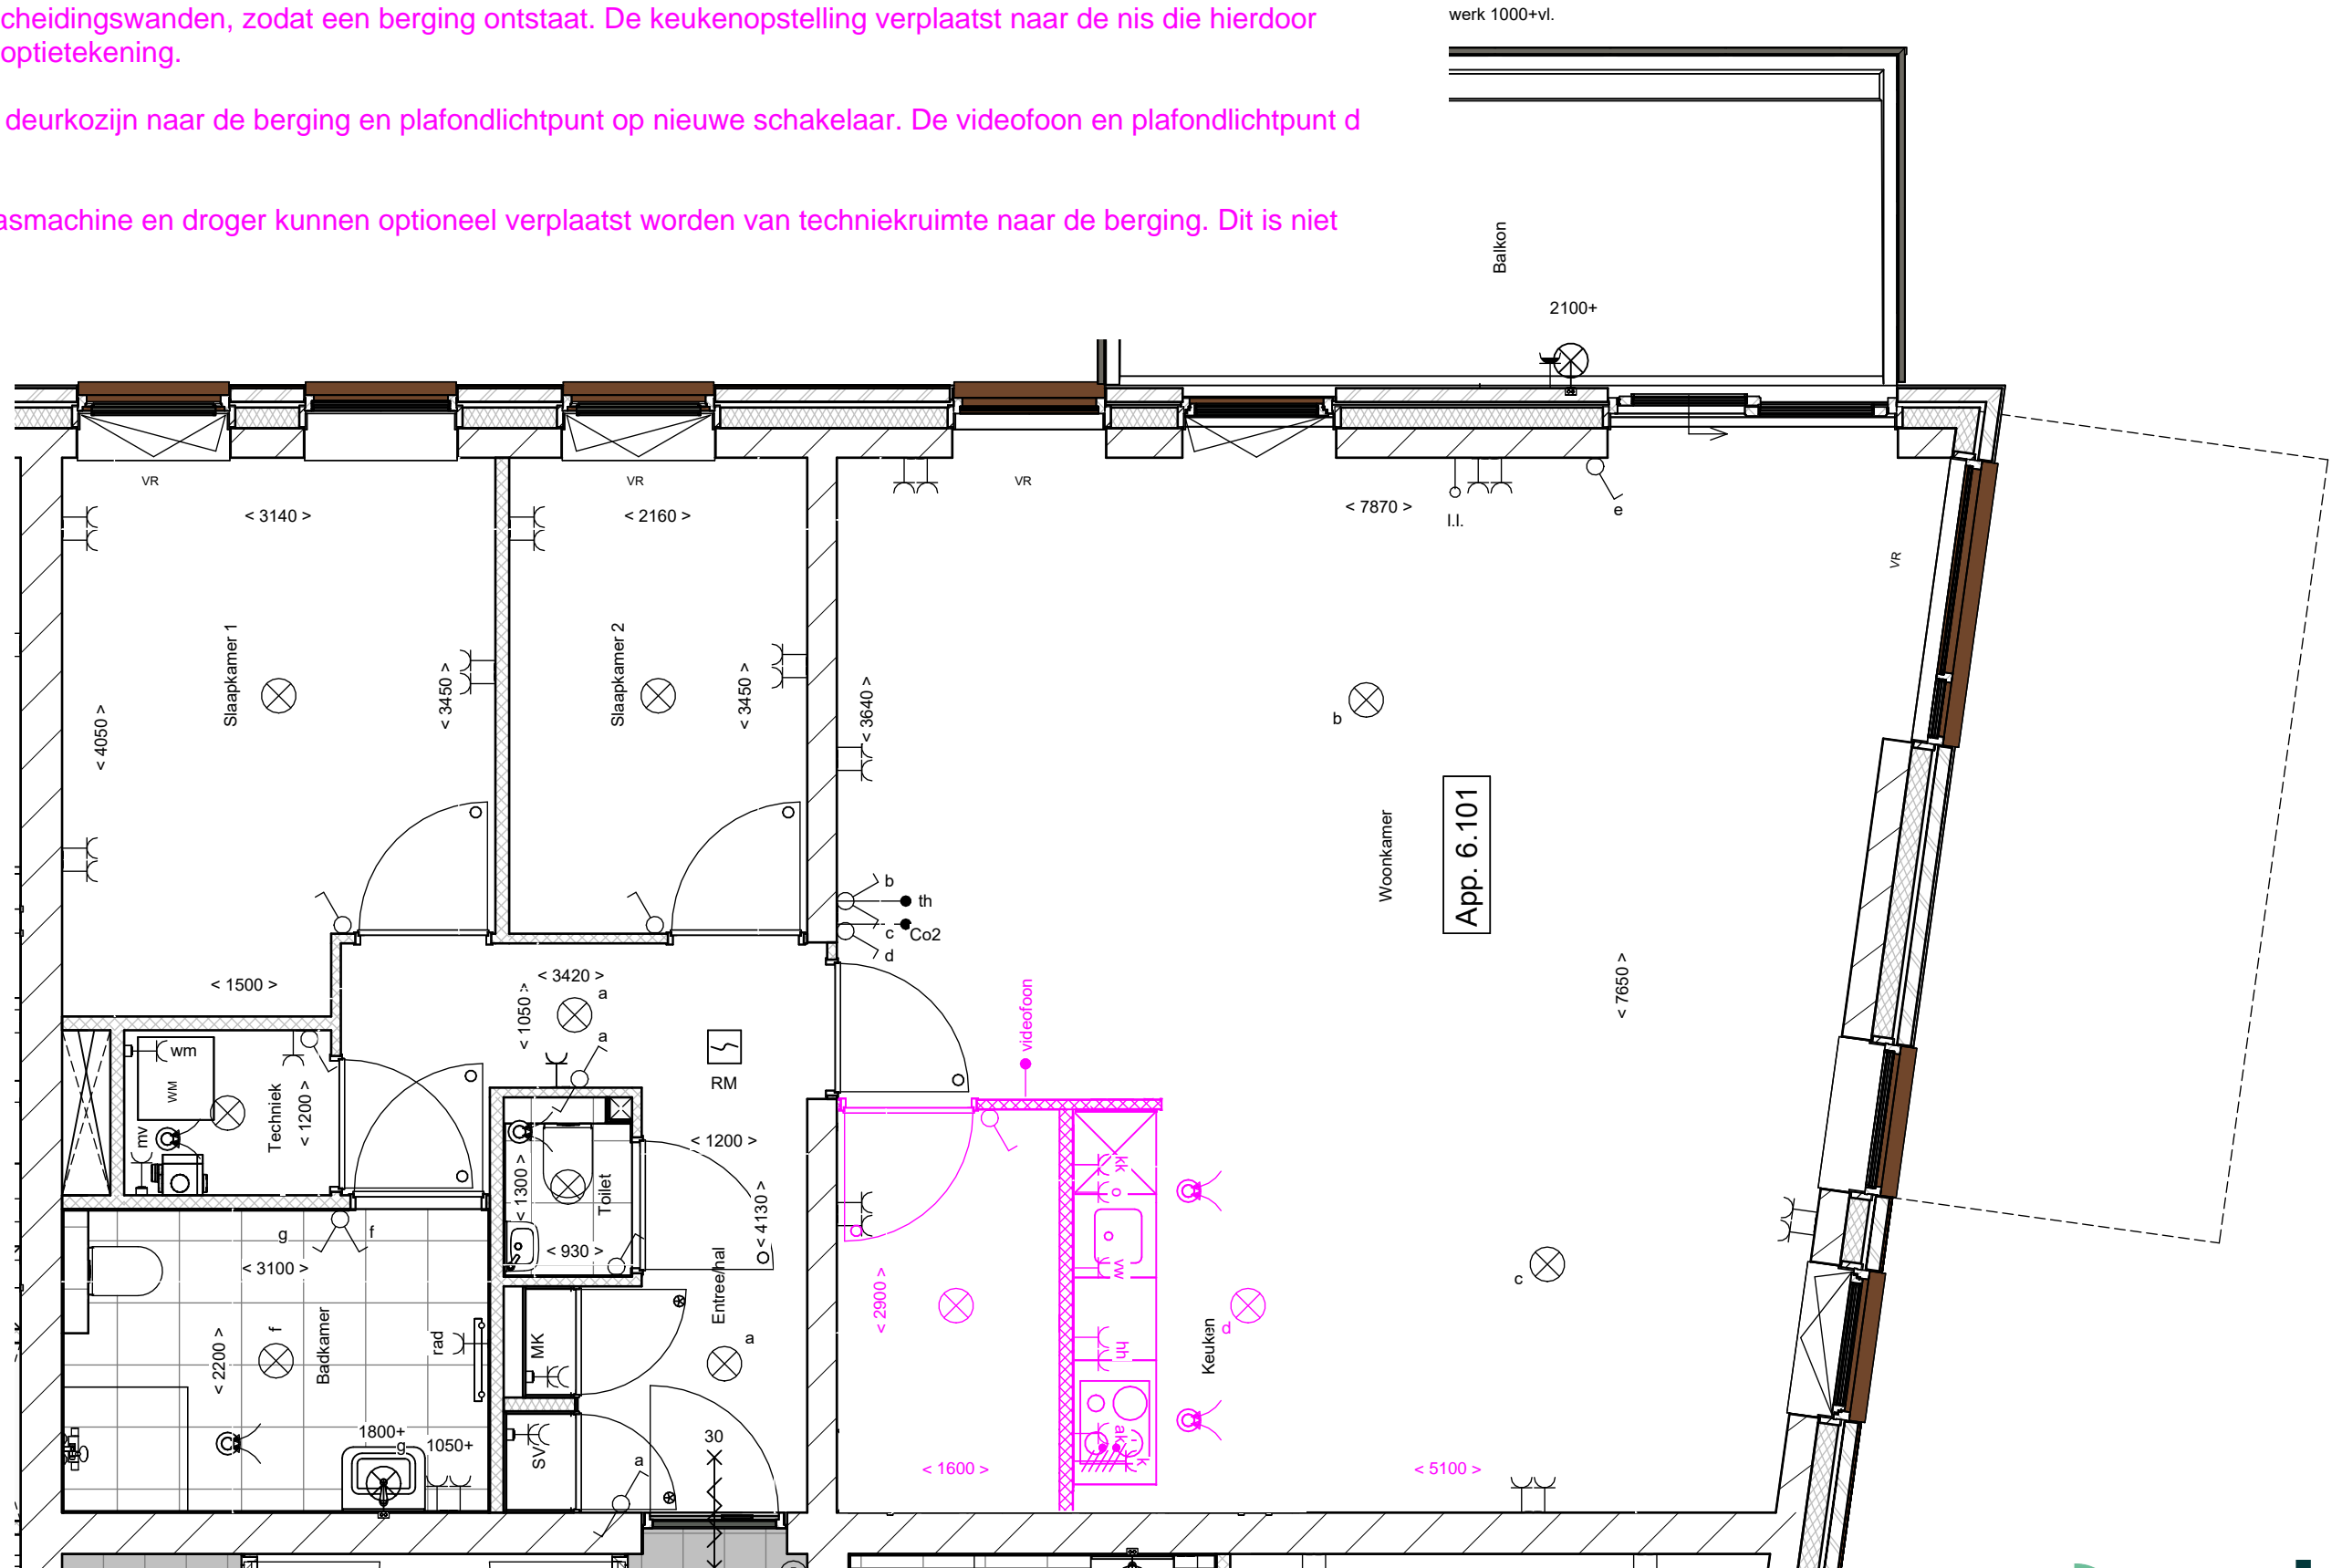 cheidingswanden, zodat een berging ontstaat. De keukenopstelling verplaatst naar de nis die hierdoor
optietekening.
deurkozijn naar de berging en plafondlichtpunt op nieuwe schakelaar. De videofoon en plafondlichtpunt d
asmachine en droger kunnen optioneel verplaatst worden van techniekruimte naar de berging. Dit is niet
werk 1000+vl.
Balkon
2100+
VR
VR
VR
VR
< 3140 >
< 2160 >
< 7870 >
l.l.
e
Slaapkamer 1
Slaapkamer 2
< 4050 >
< 3450 >
< 3450 >
< 3640 >
b
Woonkamer
App. 6.101
b
th
c
Co2
d
< 1500 >
< 3420 >
a
< 1050 >
a
< 7650 >
videofoon
RM
wm
WM
Techniek
< 1200 >
mv
< 1200 >
< 1300 >
Toilet
< 930 >
< 4130 >
Entree/hal
a
kk
o
vw
hh
ak
k
g
f
< 3100 >
f
Badkamer
< 2200 >
rad
MK
SV
< 2900 >
Keuken
d
c
1800+
g
1050+
a
30
< 1600 >
< 5100 >